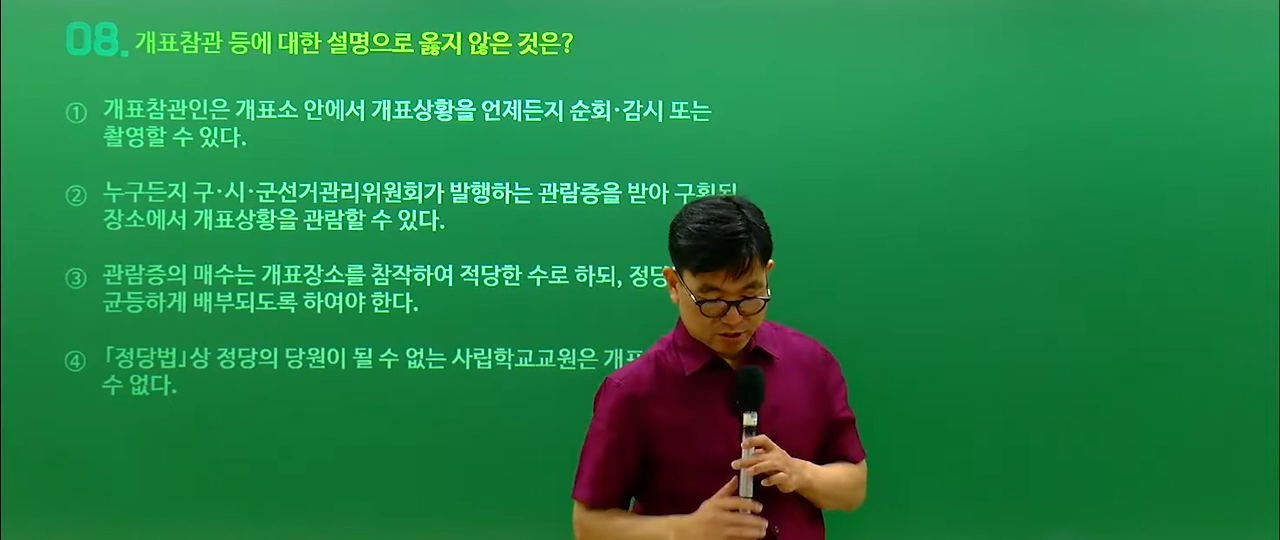 08. 개표참관 등에 대한 설명으로 옳지 않은 것은?
① 개표참관인은 개표소 안에서 개표상황을 언제든지 순회·감시 또는
촬영할 수 있다.
② 누구든지 구·시·군선거관리위원회가 발행하는 관람증을 받아
장소에서 개표상황을 관람할 수 있다.
③ 관람증의 매수는 개표장소를 참작하여 적당한 수로 하되,
균등하게 배부되도록 하여야 한다.
④ 「정당법」상 정당의 당원이 될 수 없는 사립학교교원은
수 없다.